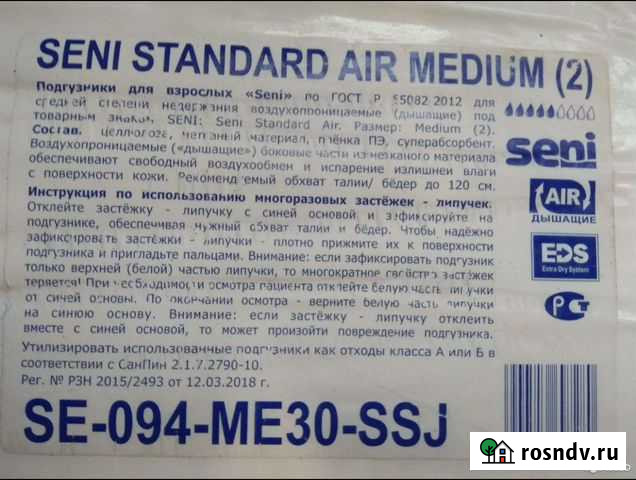 SENI STANDARD AIR MEDIUM (2)
Подгузники для взрослых «Seni» по ГОСТ Р 55082 2012 для
средней степени недержания воздухопроницаемые (дышащие) под
товарным знаком, SENI: Seni Standard Air. Размер: Medium (2).
Состав. целлюлоза, нетканый материал, плёнка ПЭ, суперабсорбент.
Воздухопроницаемые («дышащие») боковые части из нетканого материала
обеспечивают свободный воздухообмен и испарение излишней влаги
с поверхности кожи. Рекомендуемый обхват талии/ бёдер до 120 см.
seni
AIR
ДЫШАЩИЕ
EDS
Extra Dry System
РСТ
Инструкция по использованию многоразовых застёжек - липучек.
Отклейте застёжку - липучку с синей основой и зафиксируйте на
подгузнике, обеспечивая нужный обхват талии и бёдер. Чтобы надёжно
зафиксировать застёжки - липучки - плотно прижмите их к поверхности
подгузника и пригладьте пальцами. Внимание: если зафиксировать подгузник
только верхней (белой) частью липучки, то многократное свойство застёжек
теряется! При необходимости осмотра пациента отклейте белую часть липучки
от синей основы. По окончании осмотра - верните белую часть липучки
на синюю основу. Внимание: если застёжку - липучку отклеить
вместе с синей основой, то может произойти повреждение подгузника.
Утилизировать использованные подгузники как отходы класса А или Б в
соответствии с СанПин 2.1.7.2790-10.
Рег. № РЗН 2015/2493 от 12.03.2018 г.
SE-094-ME30-SSJ
rosndv.ru